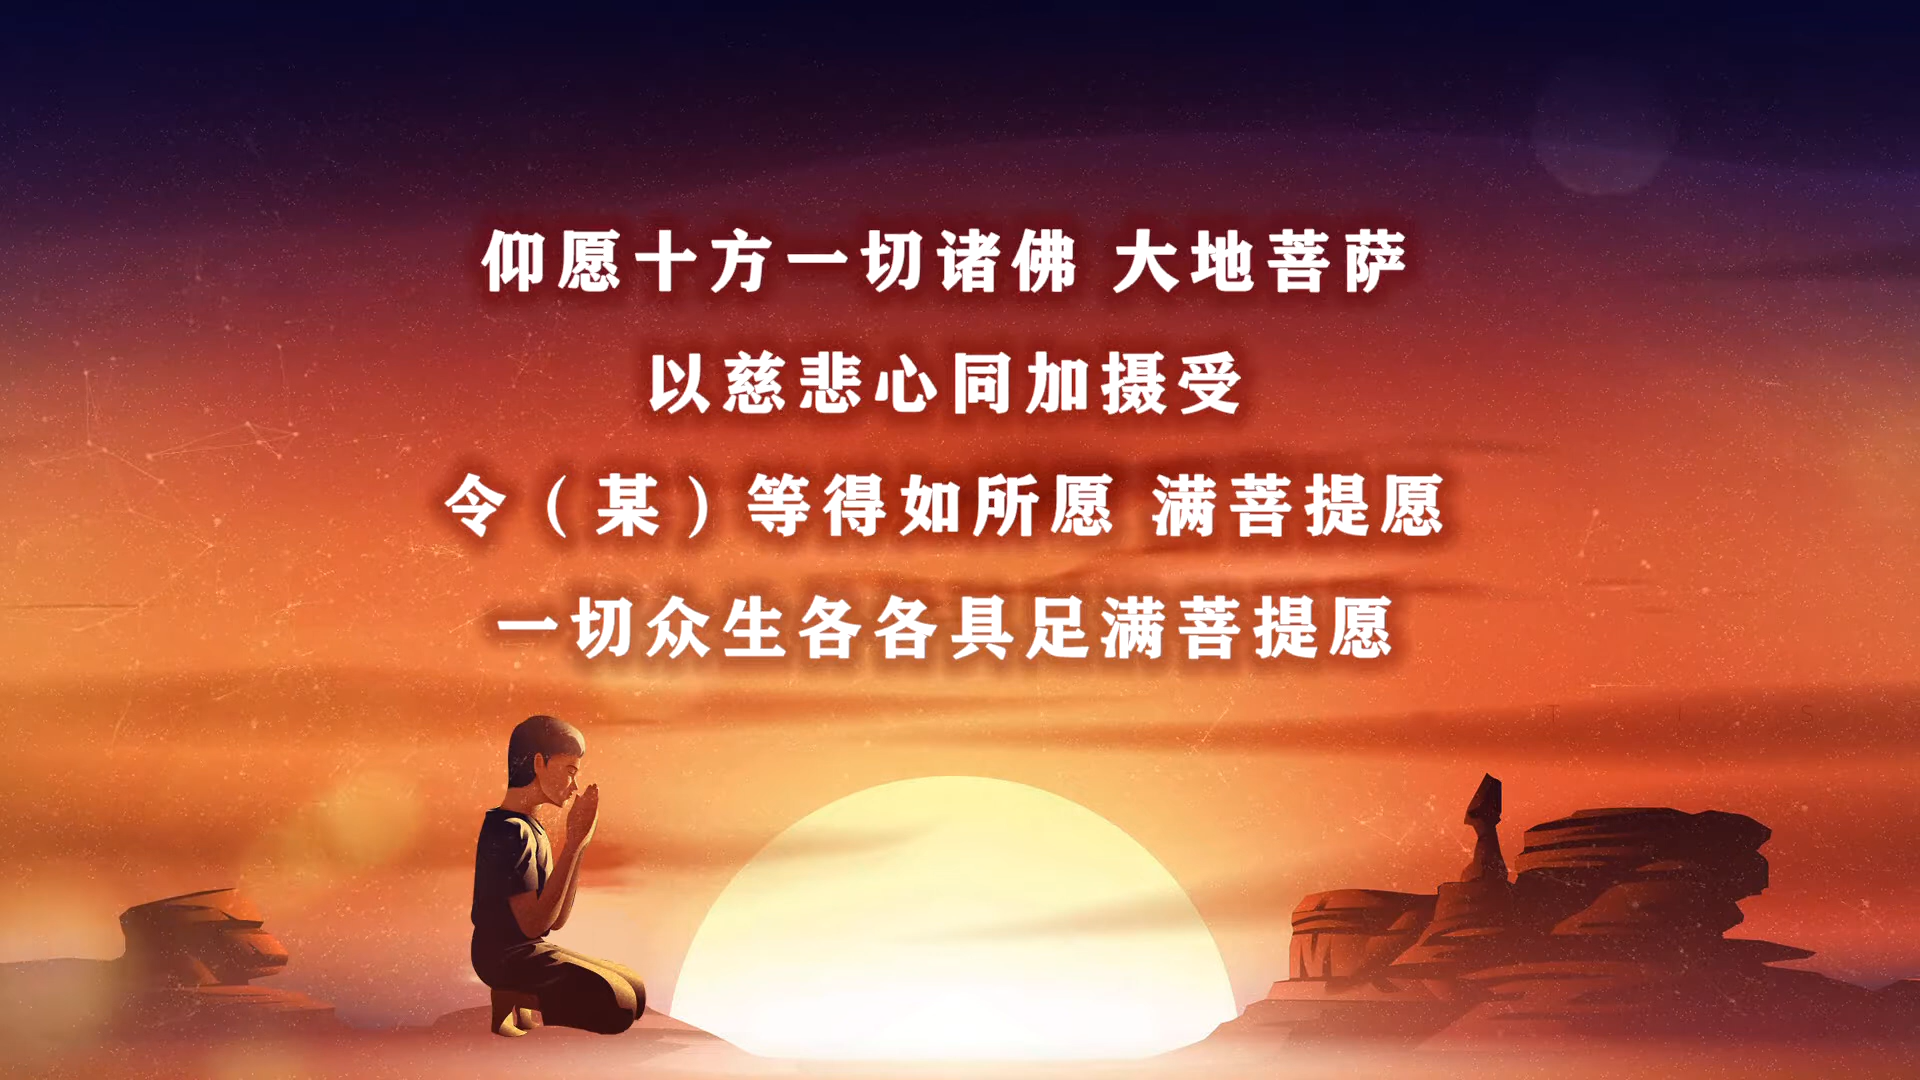 仰愿十方一切诸佛 大地菩萨
以慈悲心同加摄受
令（某）等得如所愿 满菩提愿
一切众生各各具足满菩提愿
T I S